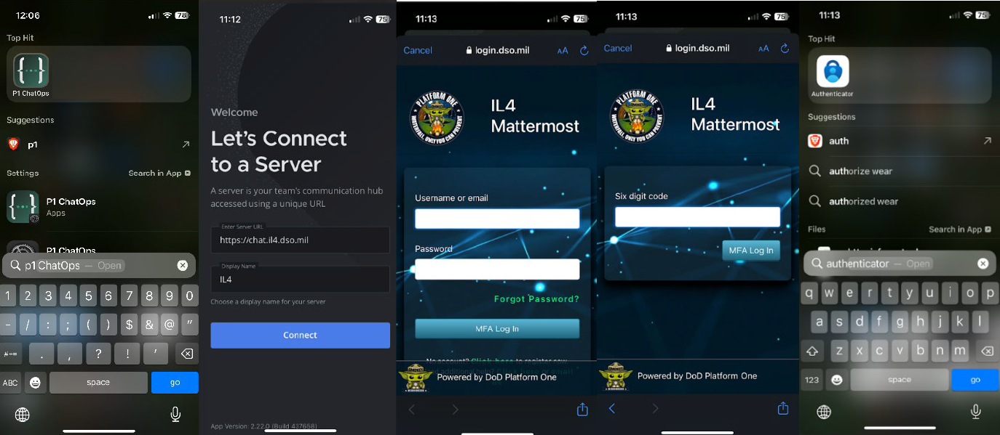 12:06
78
Top Hit
P1 ChatOps
Suggestions
p1
Settings
Search in App
P1 ChatOps
Apps
P1 ChatOps
p1 ChatOps — Open
1 2 3 4 5 6 7 8 9 0
- / : ; ( ) $ & @ "
#+= . , ? ! '
ABC space go
11:12
75
Welcome
Let's Connect
to a Server
A server is your team's communication hub
accessed using a unique URL
Enter Server URL
https://chat.il4.dso.mil
Display Name
IL4
Choose a display name for your server
Connect
App Version: 2.22.0 (Build 437658)
11:13
75
Cancel
login.dso.mil
AA
PLATFORM ONE
WATERFALL ONLY YOU CAN PREVENT
IL4
Mattermost
Username or email
Password
Forgot Password?
MFA Log In
No account? Click here to register now
additional help? Click here or email
Powered by DoD Platform One
11:13
75
Cancel
login.dso.mil
AA
PLATFORM ONE
WATERFALL ONLY YOU CAN PREVENT
IL4
Mattermost
Six digit code
MFA Log In
Powered by DoD Platform One
11:13
75
Top Hit
Authenticator
Suggestions
auth
authorize wear
authorized wear
Files
Search in App
authenticator — Open
q w e r t y u i o p
a s d f g h j k l
z x c v b n m
123 space go